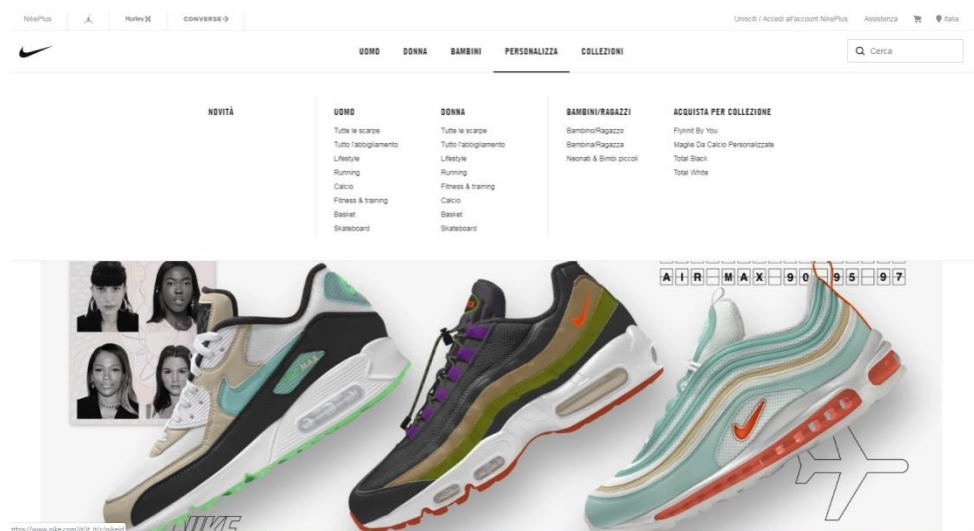 NikePlus Hurley CONVERSE Unisciti / Accedi all'account NikePlus Assistenza Italia
UOMO DONNA BAMBINI PERSONALIZZA COLLEZIONI Cerca
NOVITÀ
UOMO
Tutte le scarpe
Tutto l'abbigliamento
Lifestyle
Running
Calcio
Fitness & training
Basket
Skateboard
DONNA
Tutte le scarpe
Tutto l'abbigliamento
Lifestyle
Running
Fitness & training
Calcio
Basket
Skateboard
BAMBINI/RAGAZZI
Bambino/Ragazzo
Bambina/Ragazza
Neonati & Bimbi piccoli
ACQUISTA PER COLLEZIONE
Flyknit By You
Maglie Da Calcio Personalizzate
Total Black
Total White
AIR MAX 90 95 97
MAX
NIKE